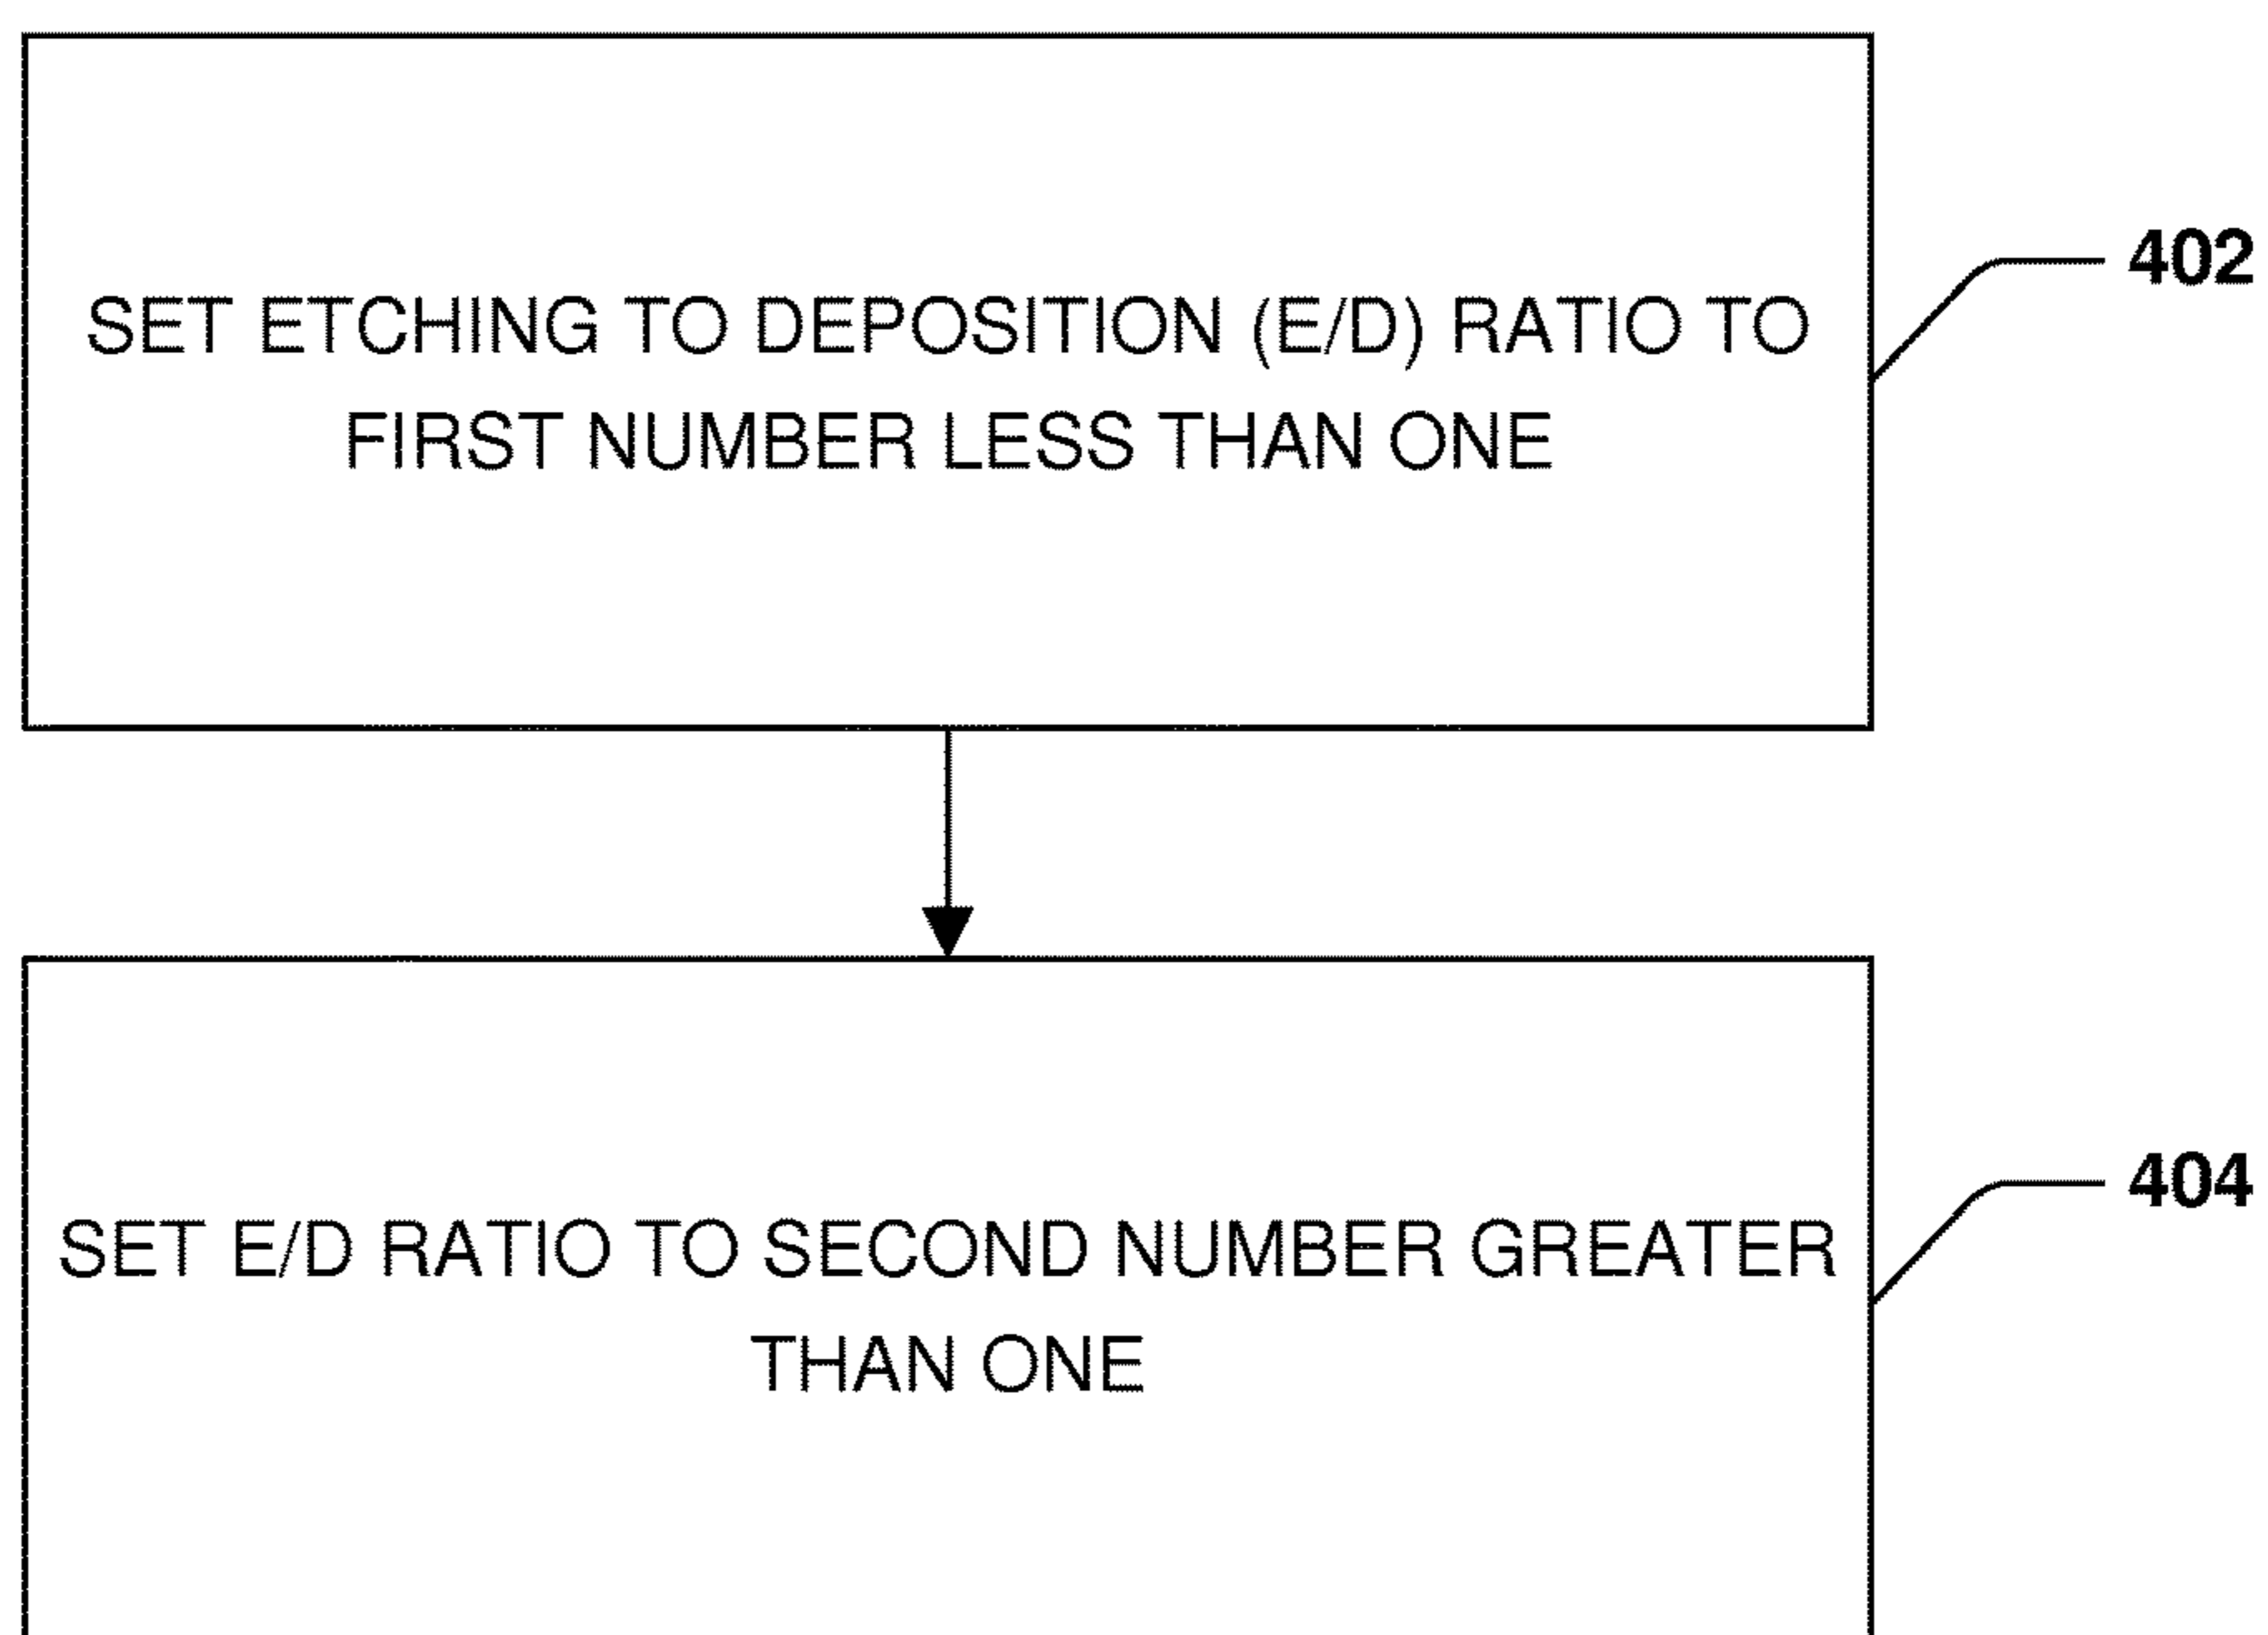 SET ETCHING TO DEPOSITION (E/D) RATIO TO
FIRST NUMBER LESS THAN ONE
402
SET E/D RATIO TO SECOND NUMBER GREATER
THAN ONE
404